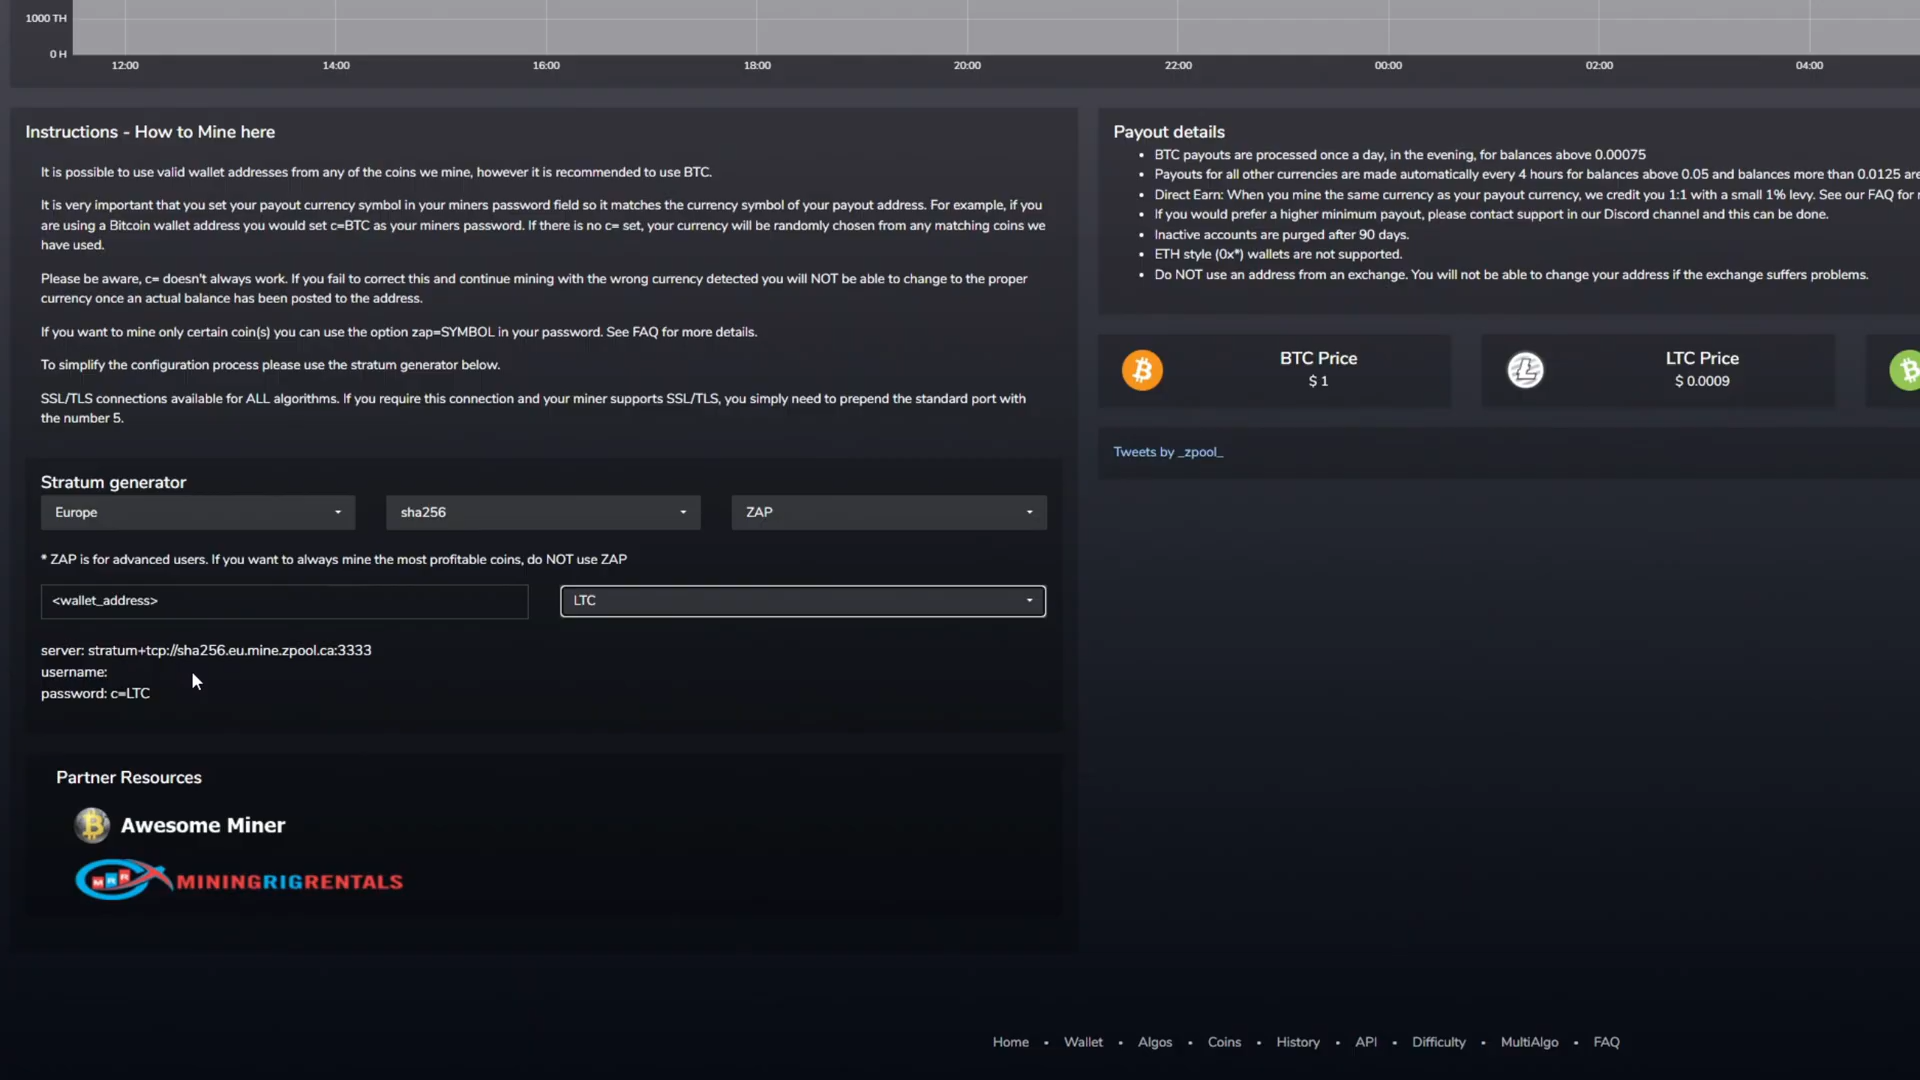 1000 TH
0 H
12:00 14:00 16:00 18:00 20:00 22:00 00:00 02:00 04:00
Instructions - How to Mine here
It is possible to use valid wallet addresses from any of the coins we mine, however it is recommended to use BTC.
It is very important that you set your payout currency symbol in your miners password field so it matches the currency symbol of your payout address. For example, if you
are using a Bitcoin wallet address you would set c=BTC as your miners password. If there is no c= set, your currency will be randomly chosen from any matching coins we
have used.
Please be aware, c= doesn't always work. If you fail to correct this and continue mining with the wrong currency detected you will NOT be able to change to the proper
currency once an actual balance has been posted to the address.
If you want to mine only certain coin(s) you can use the option zap=SYMBOL in your password. See FAQ for more details.
To simplify the configuration process please use the stratum generator below.
SSL/TLS connections available for ALL algorithms. If you require this connection and your miner supports SSL/TLS, you simply need to prepend the standard port with
the number 5.
Stratum generator
Europe sha256 ZAP
* ZAP is for advanced users. If you want to always mine the most profitable coins, do NOT use ZAP
<wallet_address> LTC
server: stratum+tcp://sha256.eu.mine.zpool.ca:3333
username:
password: c=LTC
Partner Resources
Awesome Miner
MRR MININGRIGRENTALS
Payout details
• BTC payouts are processed once a day, in the evening, for balances above 0.00075
• Payouts for all other currencies are made automatically every 4 hours for balances above 0.05 and balances more than 0.0125 are
• Direct Earn: When you mine the same currency as your payout currency, we credit you 1:1 with a small 1% levy. See our FAQ for
• If you would prefer a higher minimum payout, please contact support in our Discord channel and this can be done.
• Inactive accounts are purged after 90 days.
• ETH style (0x*) wallets are not supported.
• Do NOT use an address from an exchange. You will not be able to change your address if the exchange suffers problems.
BTC Price
$ 1
LTC Price
$ 0.0009
Tweets by _zpool_
Home • Wallet • Algos • Coins • History • API • Difficulty • MultiAlgo • FAQ